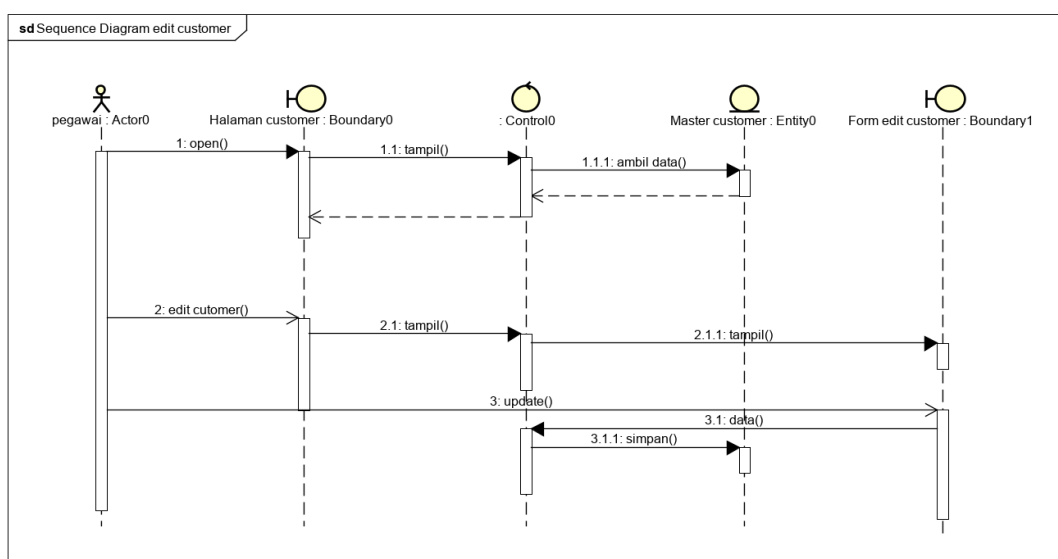 sd Sequence Diagram edit customer
pegawai : Actor0
Halaman customer : Boundary0
: Control0
Master customer : Entity0
Form edit customer : Boundary1
1: open()
1.1: tampil()
1.1.1: ambil data()
2: edit cutomer()
2.1: tampil()
2.1.1: tampil()
3: update()
3.1: data()
3.1.1: simpan()